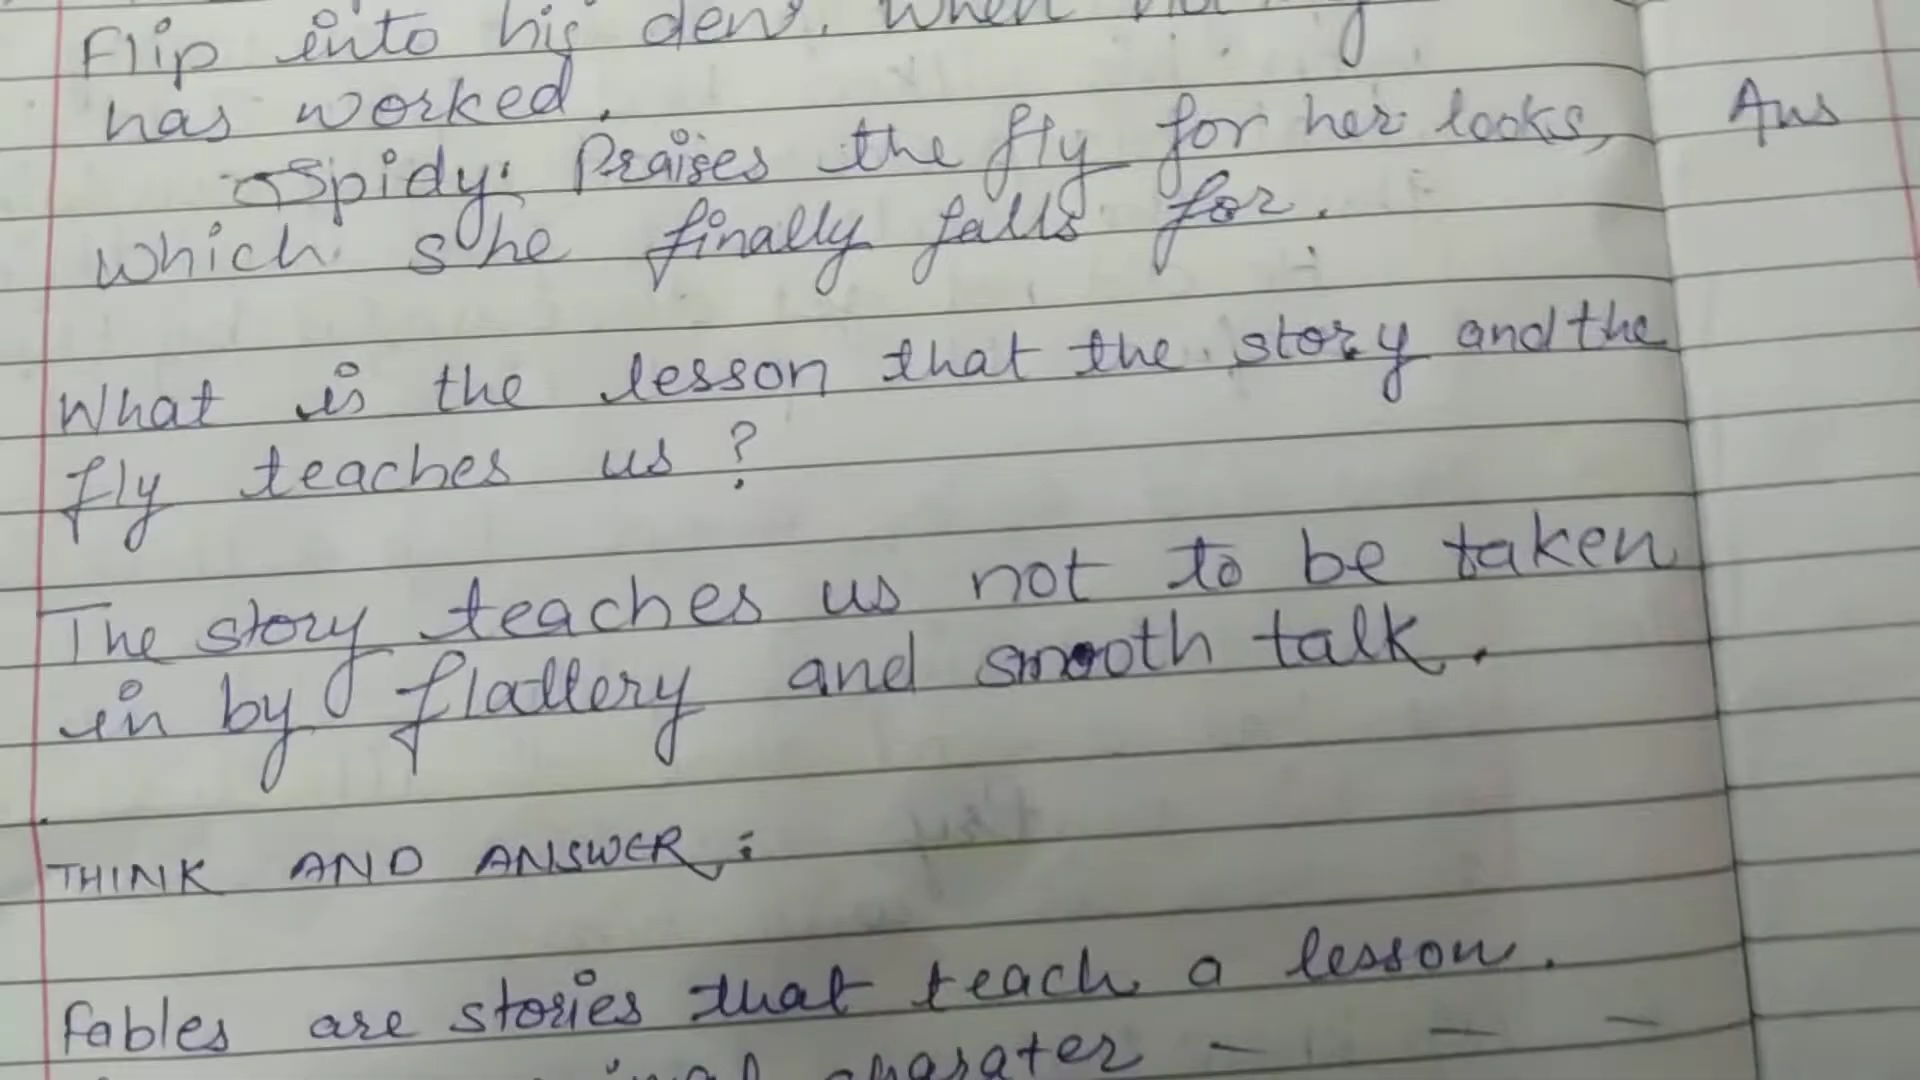 Flip into his den. When
has worked.
Spidy. Praises the fly for her looks,
which she finally falls for.
What is the lesson that the story and the
fly teaches us ?
The story teaches us not to be taken
in by flattery and smooth talk.
THINK AND ANSWER :
Fables are stories that teach a lesson.
charater - - -
Ans